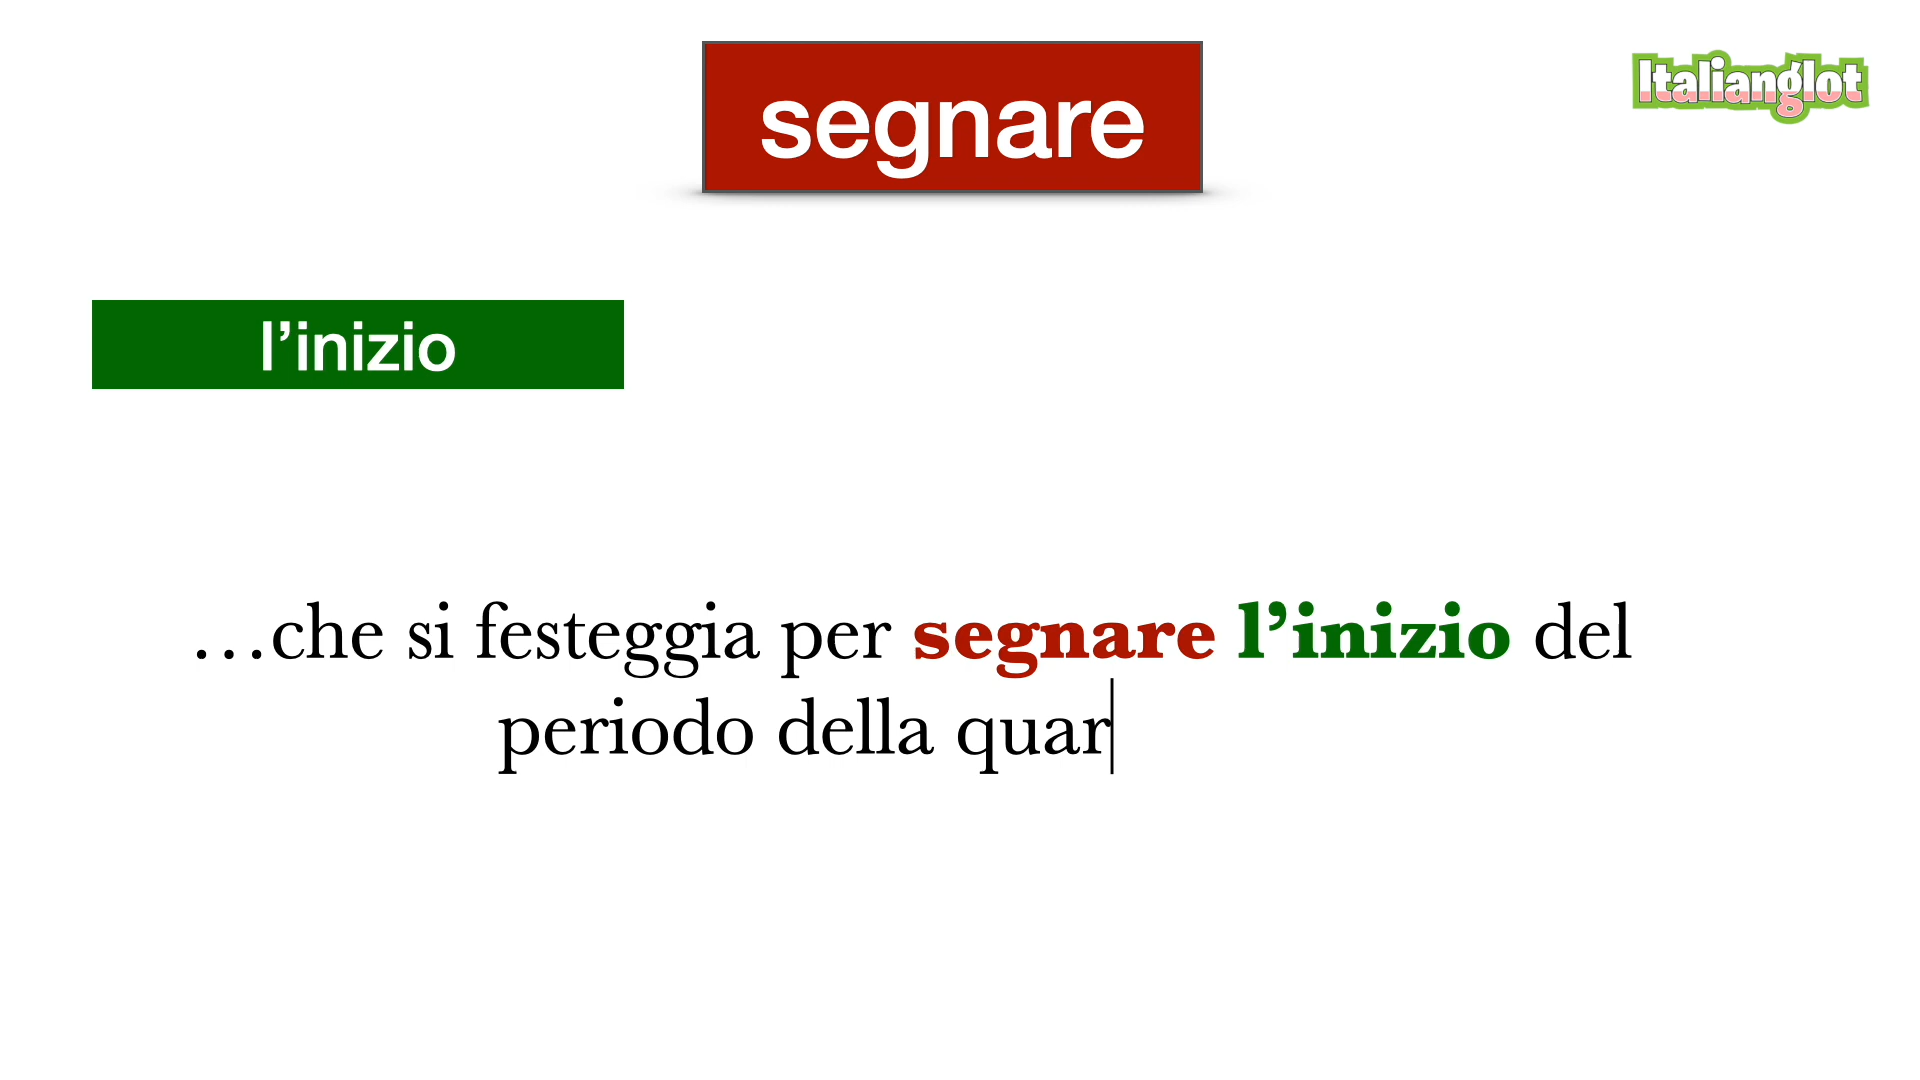 segnare
Italianglot
l’inizio
…che si festeggia per segnare l’inizio del
periodo della quar